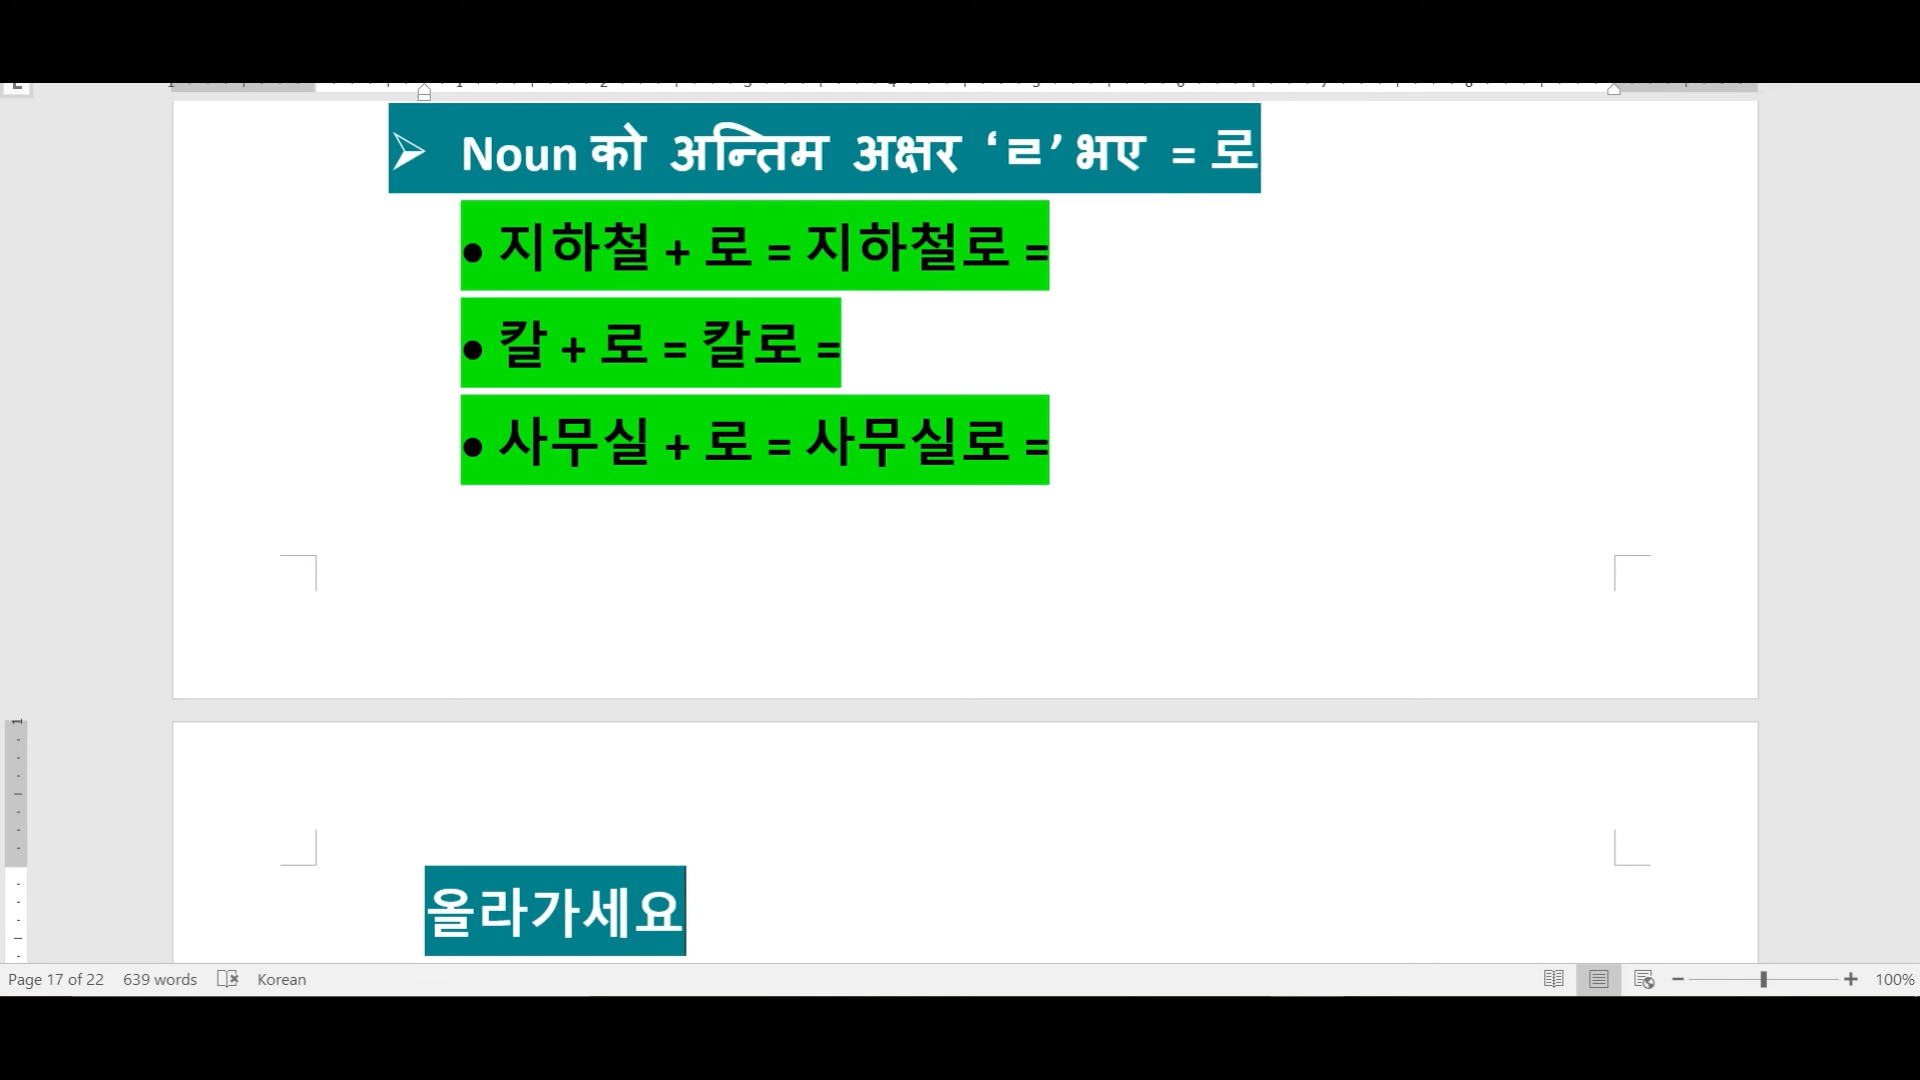 ➢ Noun को अन्तिम अक्षर ‘ㄹ’ भए = 로
● 지하철 + 로 = 지하철로 =
● 칼 + 로 = 칼로 =
● 사무실 + 로 = 사무실로 =
올라가세요
Page 17 of 22 639 words Korean 100%